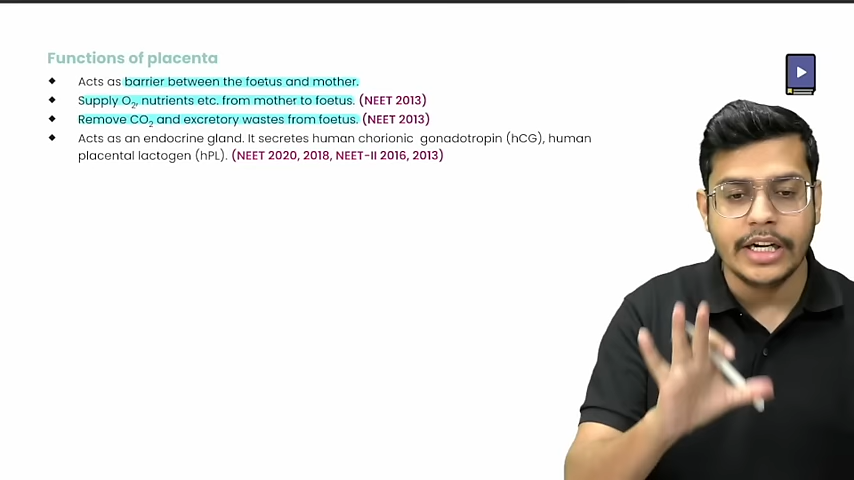 Functions of placenta
◆ Acts as barrier between the foetus and mother.
◆ Supply O₂, nutrients etc. from mother to foetus. (NEET 2013)
◆ Remove CO₂ and excretory wastes from foetus. (NEET 2013)
◆ Acts as an endocrine gland. It secretes human chorionic gonadotropin (hCG), human
placental lactogen (hPL). (NEET 2020, 2018, NEET-II 2016, 2013)